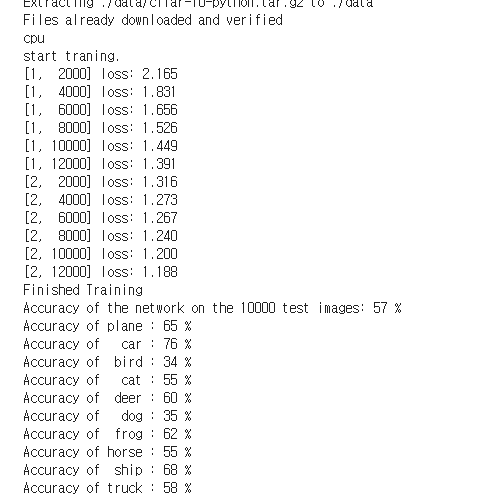 Extracting ./data/cifar-10-python.tar.gz to ./data
Files already downloaded and verified
cpu
start traning.
[1,  2000] loss: 2.165
[1,  4000] loss: 1.831
[1,  6000] loss: 1.656
[1,  8000] loss: 1.526
[1, 10000] loss: 1.449
[1, 12000] loss: 1.391
[2,  2000] loss: 1.316
[2,  4000] loss: 1.273
[2,  6000] loss: 1.267
[2,  8000] loss: 1.240
[2, 10000] loss: 1.200
[2, 12000] loss: 1.188
Finished Training
Accuracy of the network on the 10000 test images: 57 %
Accuracy of plane : 65 %
Accuracy of   car : 76 %
Accuracy of  bird : 34 %
Accuracy of   cat : 55 %
Accuracy of  deer : 60 %
Accuracy of   dog : 35 %
Accuracy of  frog : 62 %
Accuracy of horse : 55 %
Accuracy of  ship : 68 %
Accuracy of truck : 58 %